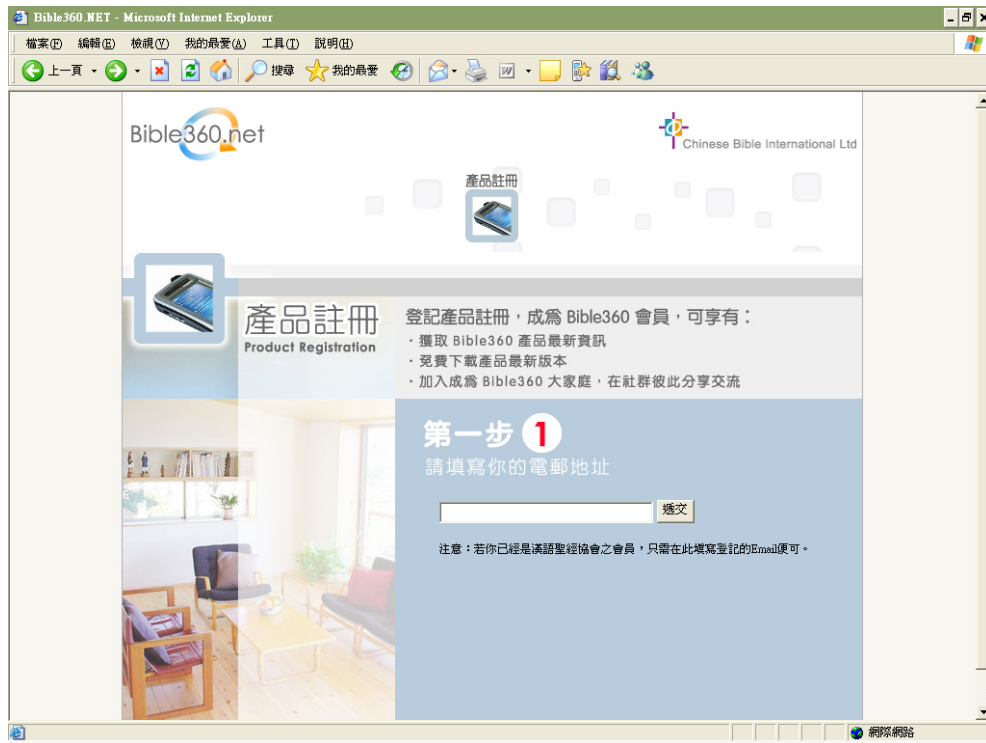 Bible360.NET - Microsoft Internet Explorer
檔案(F) 編輯(E) 檢視(V) 我的最愛(A) 工具(T) 說明(H)
上一頁 搜尋 我的最愛
Bible360.net
Chinese Bible International Ltd
產品註冊
產品註冊
Product Registration
登記產品註冊，成為 Bible360 會員，可享有：
· 獲取 Bible360 產品最新資訊
· 免費下載產品最新版本
· 加入成為 Bible360 大家庭，在社群彼此分享交流
第一步 1
請填寫你的電郵地址
遞交
注意：若你已經是漢語聖經協會之會員，只需在此填寫登記的Email便可。
網際網路